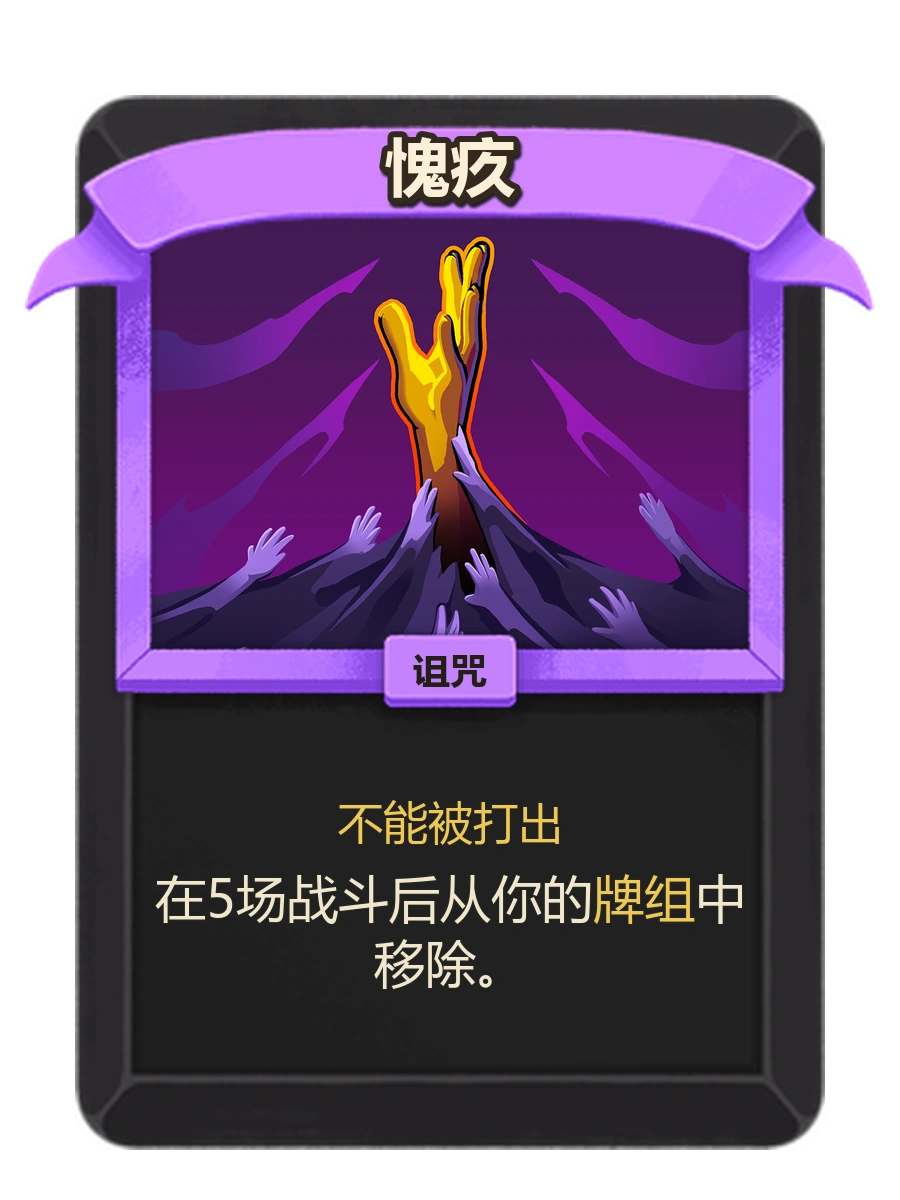 愧疚
诅咒
不能被打出
在5场战斗后从你的牌组中
移除。